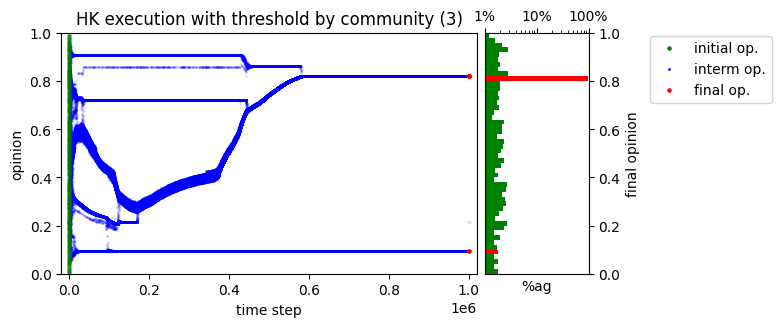 HK execution with threshold by community (3)
1% 10% 100%
1.0 1.0
0.8 0.8
0.6 0.6
0.4 0.4
0.2 0.2
0.0 0.0
opinion
final opinion
0.0 0.2 0.4 0.6 0.8 1.0
1e6
time step
%ag
initial op.
interm op.
final op.